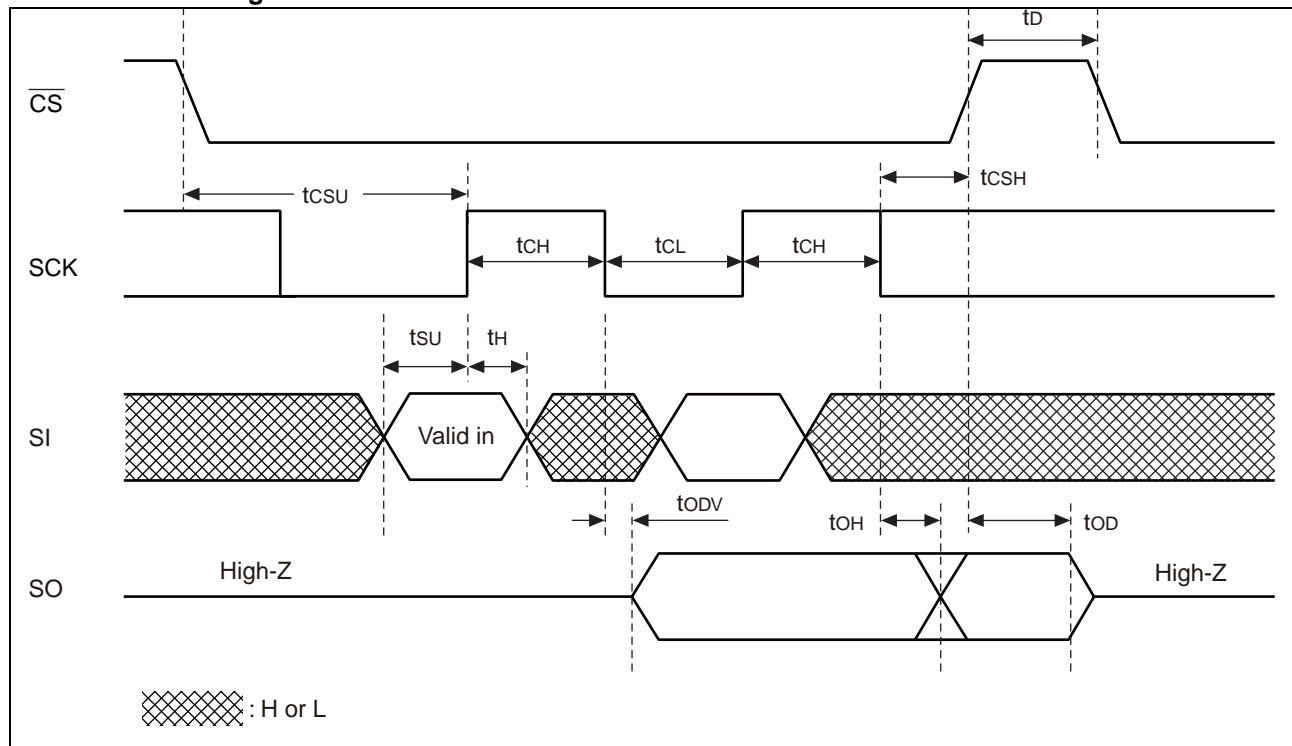 g
tD
CS
tCSU
tCSH
SCK
tCH
tCL
tCH
tSU
tH
SI
Valid in
tODV
tOH
tOD
SO
High-Z
High-Z
: H or L